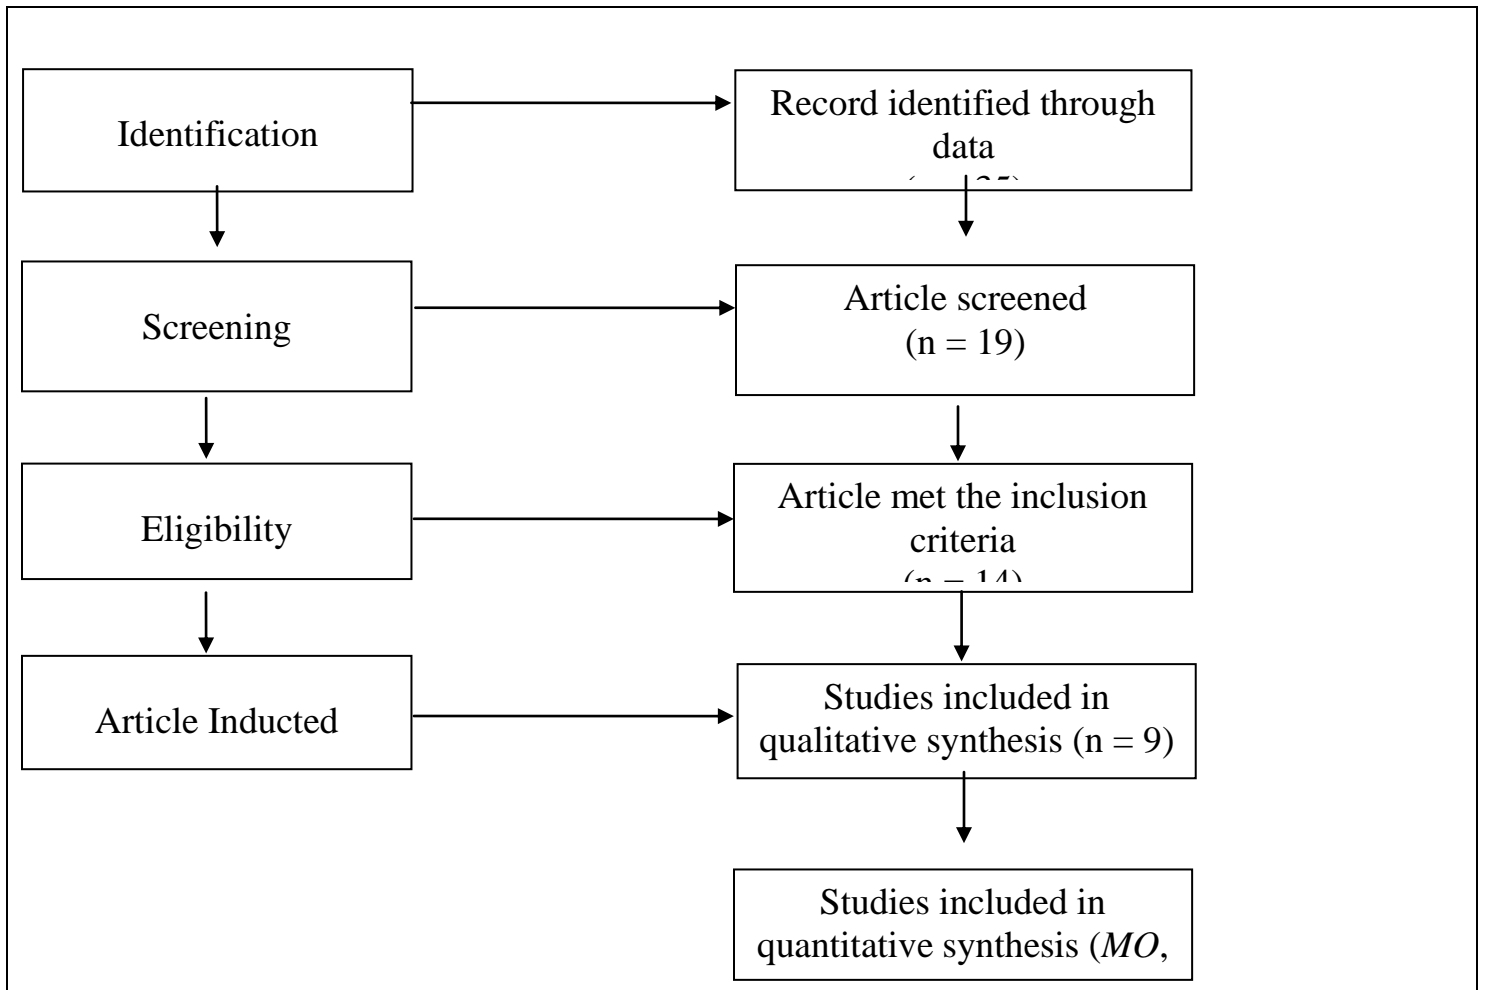 Identification
Record identified through
data
Screening
Article screened
(n = 19)
Eligibility
Article met the inclusion
criteria
(n = 14)
Article Inducted
Studies included in
qualitative synthesis (n = 9)
Studies included in
quantitative synthesis (MO,